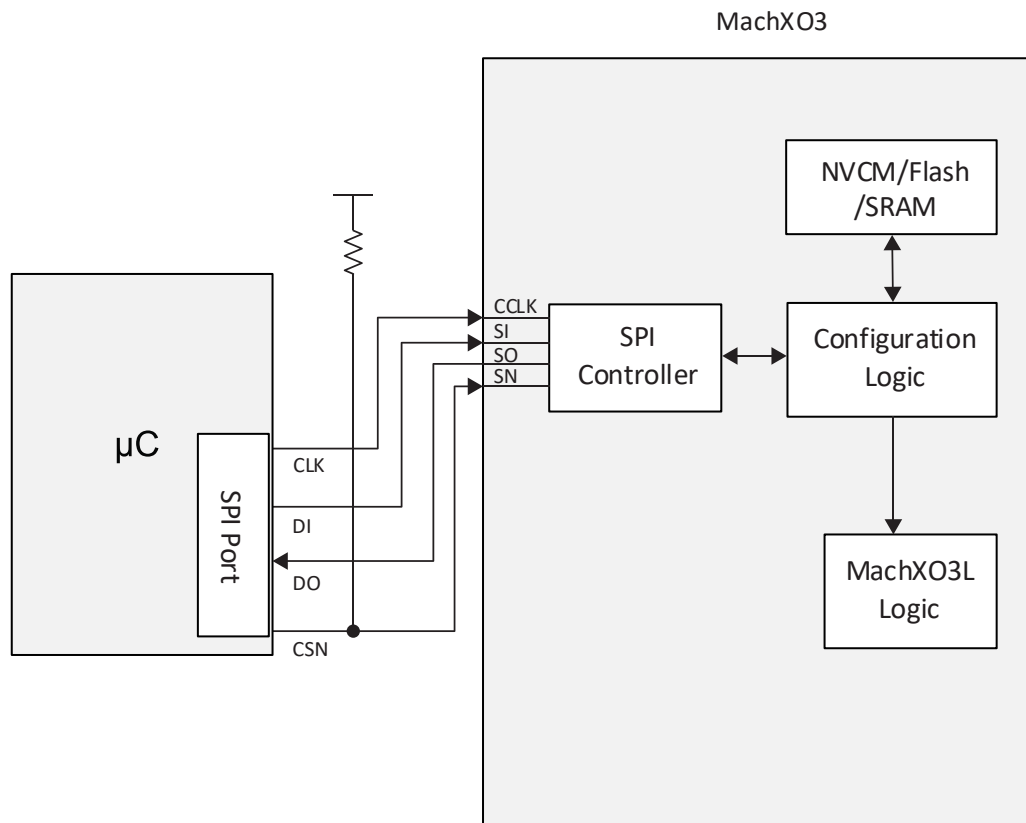 MachXO3
NVCM/Flash
/SRAM
CCLK
SI
SO
SN
SPI
Controller
Configuration
Logic
µC
SPI Port
CLK
DI
DO
CSN
MachXO3L
Logic